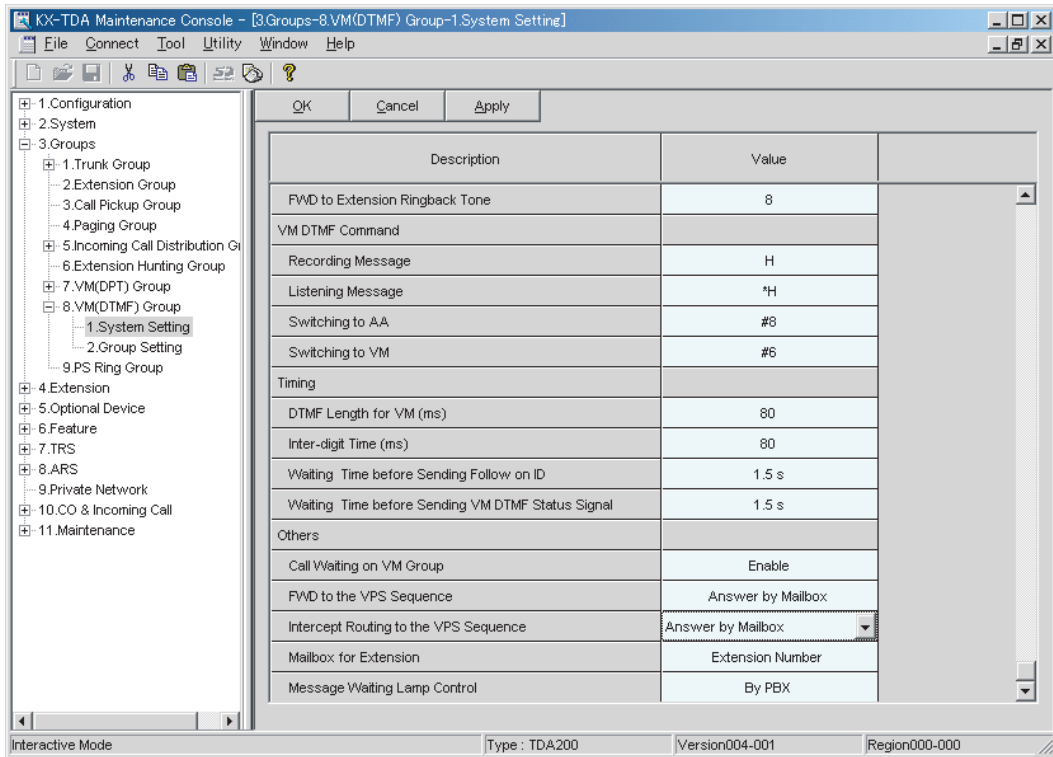 KX-TDA Maintenance Console - [3.Groups-8.VM(DTMF) Group-1.System Setting]
File Connect Tool Utility Window Help
1.Configuration
2.System
3.Groups
1.Trunk Group
2.Extension Group
3.Call Pickup Group
4.Paging Group
5.Incoming Call Distribution Gr
6.Extension Hunting Group
7.VM(DPT) Group
8.VM(DTMF) Group
1.System Setting
2.Group Setting
9.PS Ring Group
4.Extension
5.Optional Device
6.Feature
7.TRS
8.ARS
9.Private Network
10.CO & Incoming Call
11.Maintenance
OK Cancel Apply
Description Value
FWD to Extension Ringback Tone 8
VM DTMF Command
Recording Message H
Listening Message *H
Switching to AA #8
Switching to VM #6
Timing
DTMF Length for VM (ms) 80
Inter-digit Time (ms) 80
Waiting Time before Sending Follow on ID 1.5 s
Waiting Time before Sending VM DTMF Status Signal 1.5 s
Others
Call Waiting on VM Group Enable
FWD to the VPS Sequence Answer by Mailbox
Intercept Routing to the VPS Sequence Answer by Mailbox
Mailbox for Extension Extension Number
Message Waiting Lamp Control By PBX
Interactive Mode Type : TDA200 Version004-001 Region000-000